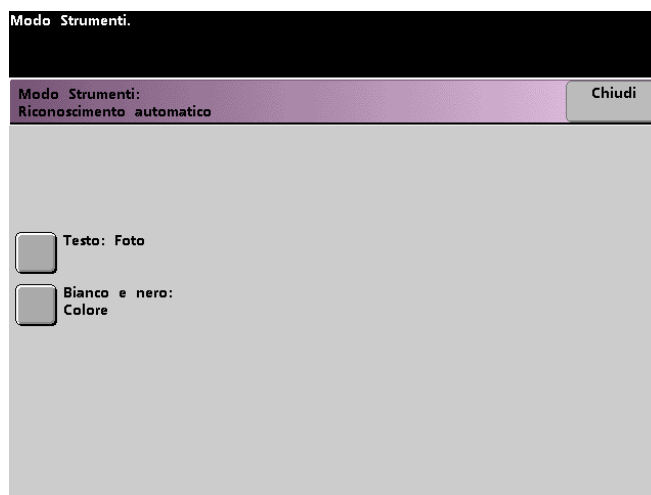 Modo Strumenti.
Modo Strumenti:
Riconoscimento automatico
Chiudi
Testo: Foto
Bianco e nero:
Colore